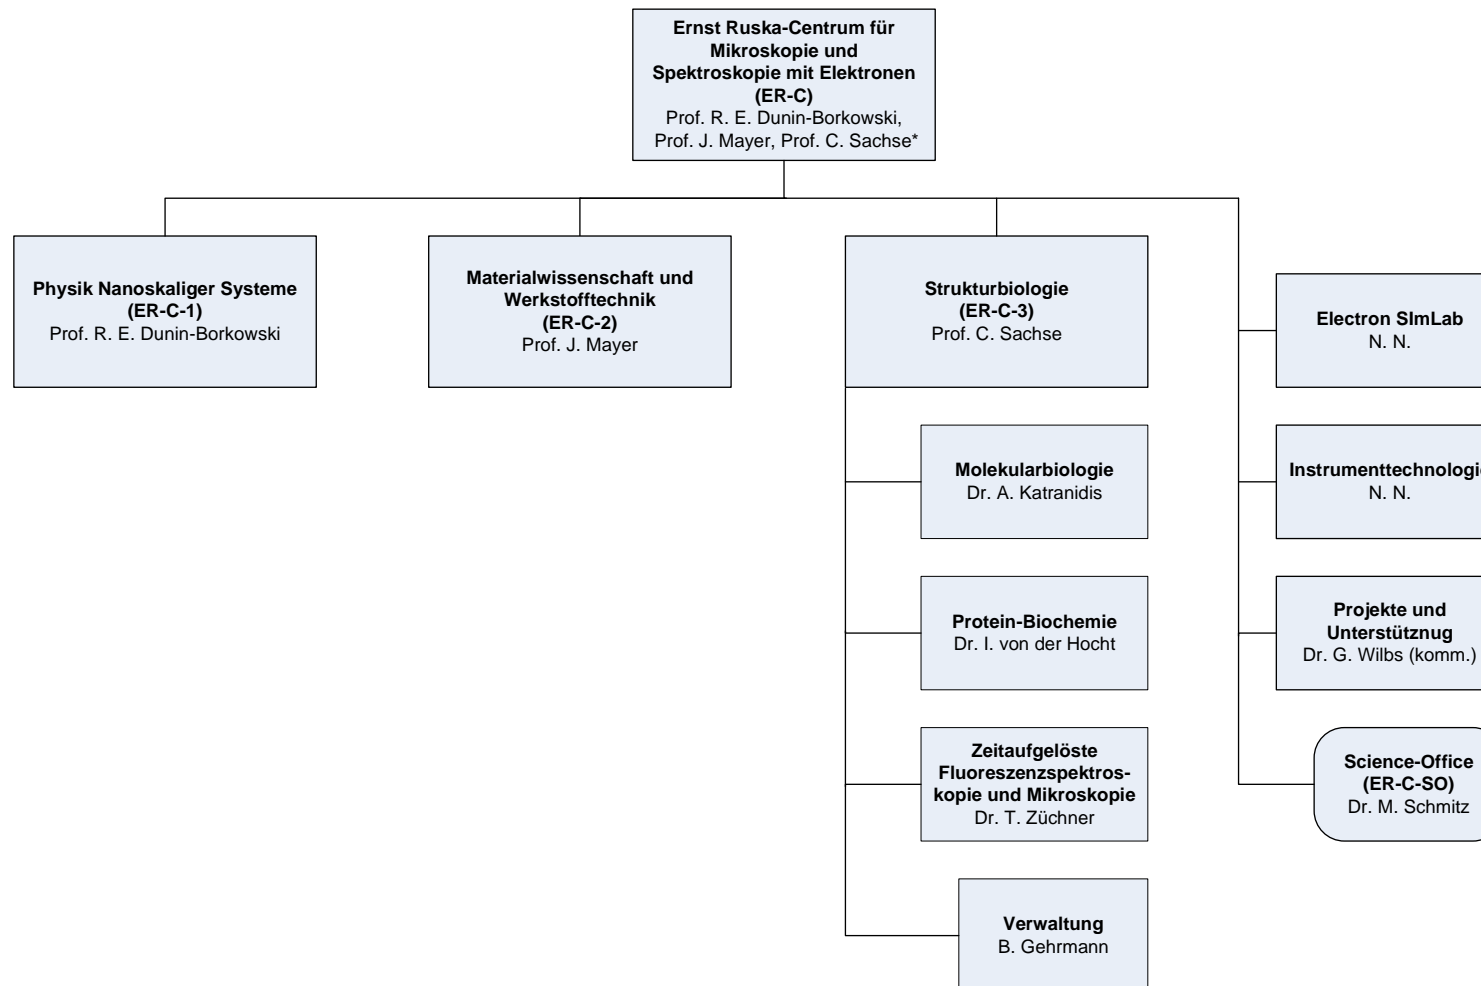 Ernst Ruska-Centrum für
Mikroskopie und
Spektroskopie mit Elektronen
(ER-C)
Prof. R. E. Dunin-Borkowski,
Prof. J. Mayer, Prof. C. Sachse*
Physik Nanoskaliger Systeme
(ER-C-1)
Prof. R. E. Dunin-Borkowski
Materialwissenschaft und
Werkstofftechnik
(ER-C-2)
Prof. J. Mayer
Strukturbiologie
(ER-C-3)
Prof. C. Sachse
Molekularbiologie
Dr. A. Katranidis
Protein-Biochemie
Dr. I. von der Hocht
Zeitaufgelöste
Fluoreszenzspektros-
kopie und Mikroskopie
Dr. T. Züchner
Verwaltung
B. Gehrmann
Electron SImLab
N. N.
Instrumenttechnologie
N. N.
Projekte und
Unterstütznug
Dr. G. Wilbs (komm.)
Science-Office
(ER-C-SO)
Dr. M. Schmitz